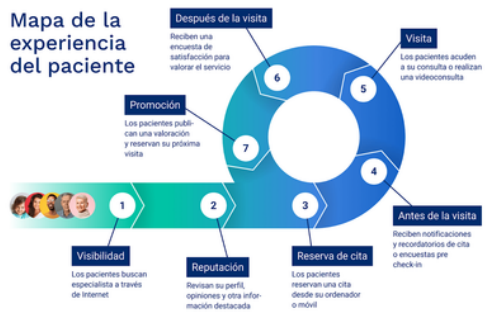 Mapa de la
experiencia
del paciente
1
Visibilidad
Los pacientes buscan
especialista a través
de Internet
2
Reputación
Revisan su perfil,
opiniones y otra infor-
mación destacada
3
Reserva de cita
Los pacientes
reservan una cita
desde su ordenador
o móvil
4
Antes de la visita
Reciben notificaciones
y recordatorios de cita
o encuestas pre
check-in
5
Visita
Los pacientes acuden
a su consulta o realizan
una videoconsulta
6
Después de la visita
Reciben una
encuesta de
satisfacción para
valorar el servicio
7
Promoción
Los pacientes publi-
can una valoración
y reservan su próxima
visita